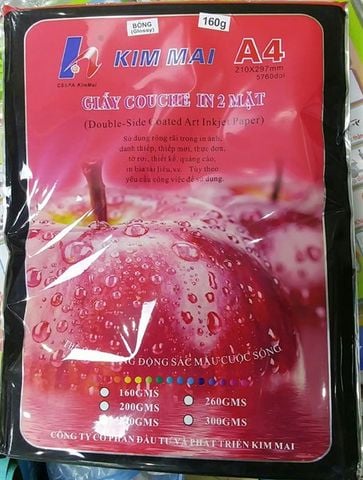 BÓNG
(Glossy)
160g
CELPA KimMai
KIM MAI
A4
210X297mm
5760dpi
GIẤY COUCHE IN 2 MẶT
(Double-Side Coated Art Inkjet Paper)
Sử dụng rộng rãi trong in ảnh,
danh thiếp, thiếp mời, thực đơn,
tờ rơi, thiết kế, quảng cáo,
in bìa tài liệu,vv. Tùy theo
yêu cầu công việc để sử dụng.
ĐỘNG SẮC MÀU CUỘC SỐNG
160GMS
260GMS
200GMS
300GMS
CÔNG TY CỔ PHẦN ĐẦU TƯ VÀ PHÁT TRIỂN KIM MAI